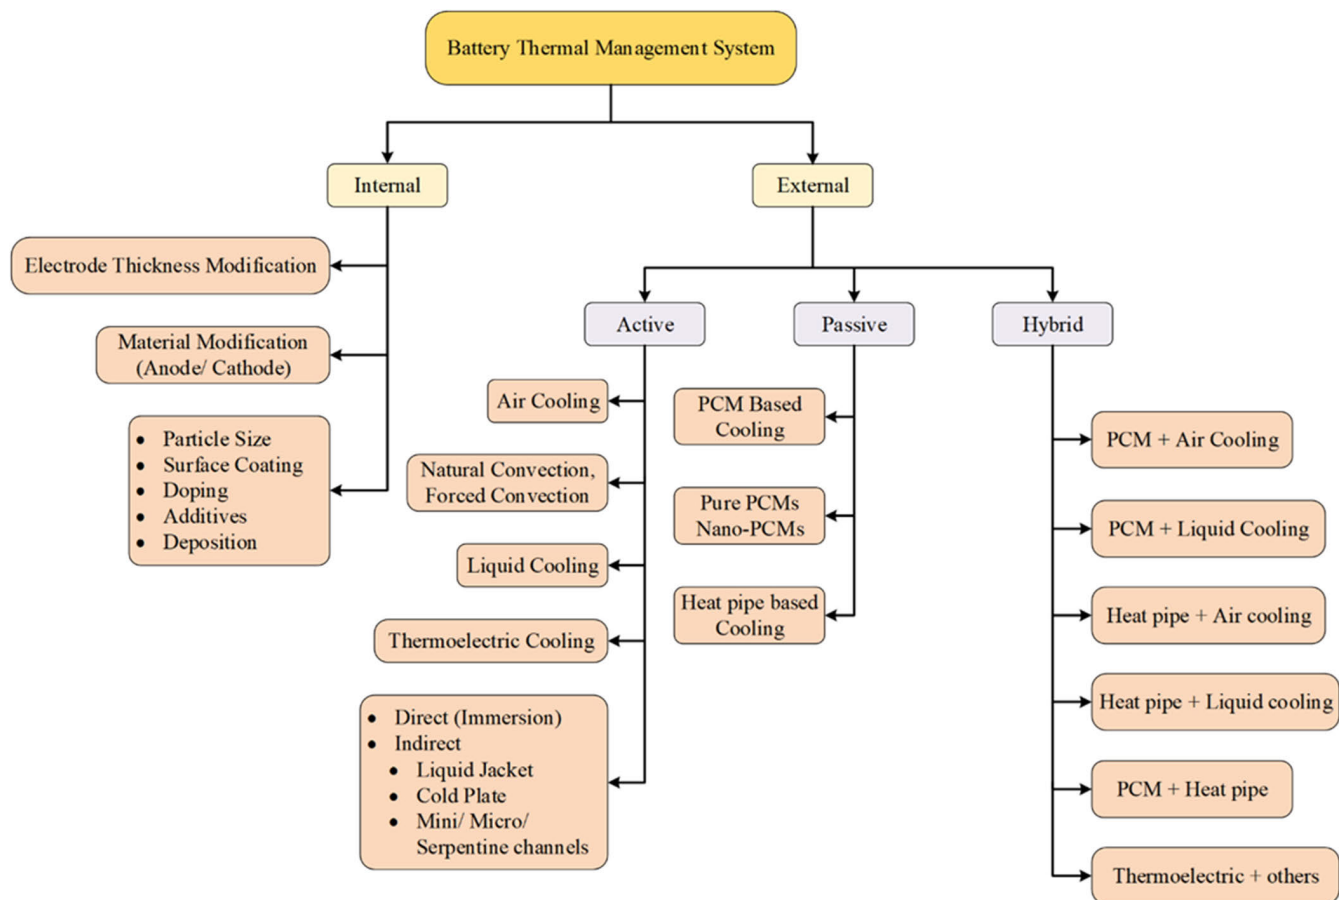 Battery Thermal Management System
Internal
External
Electrode Thickness Modification
Material Modification
(Anode/ Cathode)
• Particle Size
• Surface Coating
• Doping
• Additives
• Deposition
Active
Passive
Hybrid
Air Cooling
Natural Convection,
Forced Convection
Liquid Cooling
Thermoelectric Cooling
• Direct (Immersion)
• Indirect
• Liquid Jacket
• Cold Plate
• Mini/ Micro/
Serpentine channels
PCM Based
Cooling
Pure PCMs
Nano-PCMs
Heat pipe based
Cooling
PCM + Air Cooling
PCM + Liquid Cooling
Heat pipe + Air cooling
Heat pipe + Liquid cooling
PCM + Heat pipe
Thermoelectric + others